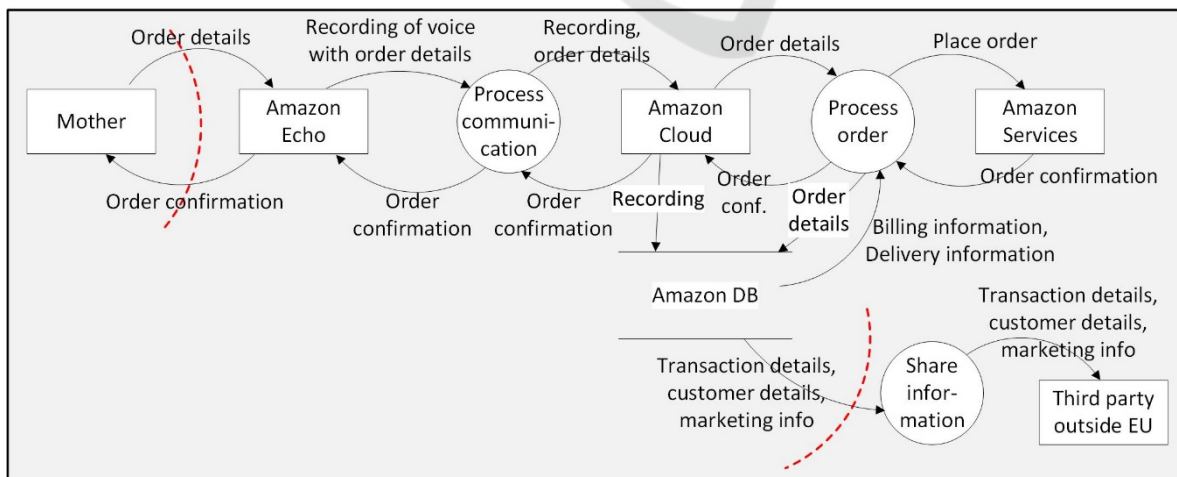 Order details
Recording of voice
with order details
Recording,
order details
Order details
Place order
Mother
Amazon
Echo
Process
communi-
cation
Amazon
Cloud
Process
order
Amazon
Services
Order confirmation
Order
confirmation
Order
confirmation
Recording
Order
conf.
Order
details
Order confirmation
Billing information,
Delivery information
Amazon DB
Transaction details,
customer details,
marketing info
Share
infor-
mation
Transaction details,
customer details,
marketing info
Third party
outside EU